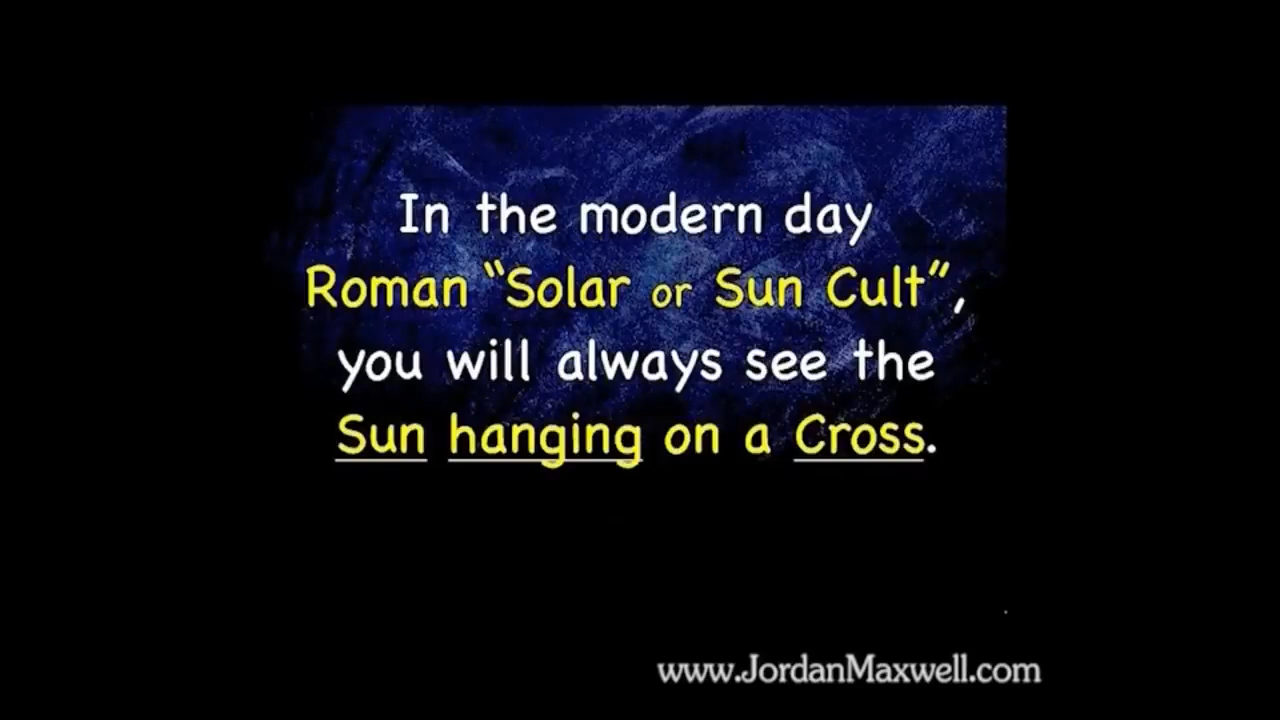 In the modern day
Roman “Solar or Sun Cult”,
you will always see the
Sun hanging on a Cross.
www.JordanMaxwell.com